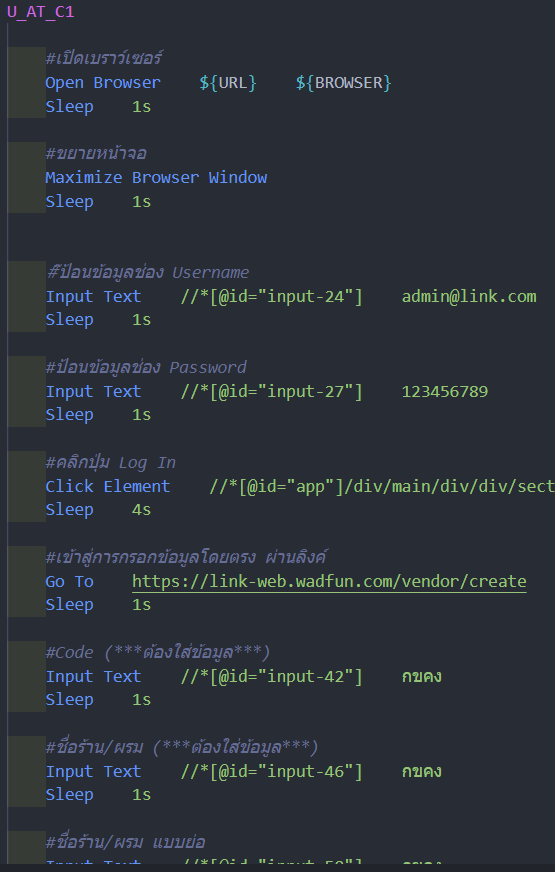 U_AT_C1
#เปิดเบราว์เซอร์
Open Browser    ${URL}    ${BROWSER}
Sleep    1s
#ขยายหน้าจอ
Maximize Browser Window
Sleep    1s
#ป้อนข้อมูลช่อง Username
Input Text    //*[@id="input-24"]    admin@link.com
Sleep    1s
#ป้อนข้อมูลช่อง Password
Input Text    //*[@id="input-27"]    123456789
Sleep    1s
#คลิกปุ่ม Log In
Click Element    //*[@id="app"]/div/main/div/div/sect
Sleep    4s
#เข้าสู่การกรอกข้อมูลโดยตรง ผ่านลิงค์
Go To    https://link-web.wadfun.com/vendor/create
Sleep    1s
#Code (***ต้องใส่ข้อมูล***)
Input Text    //*[@id="input-42"]    กขคง
Sleep    1s
#ชื่อร้าน/ผรม (***ต้องใส่ข้อมูล***)
Input Text    //*[@id="input-46"]    กขคง
Sleep    1s
#ชื่อร้าน/ผรม แบบย่อ
Input Text    //*[@id="input-50"]    กขคง